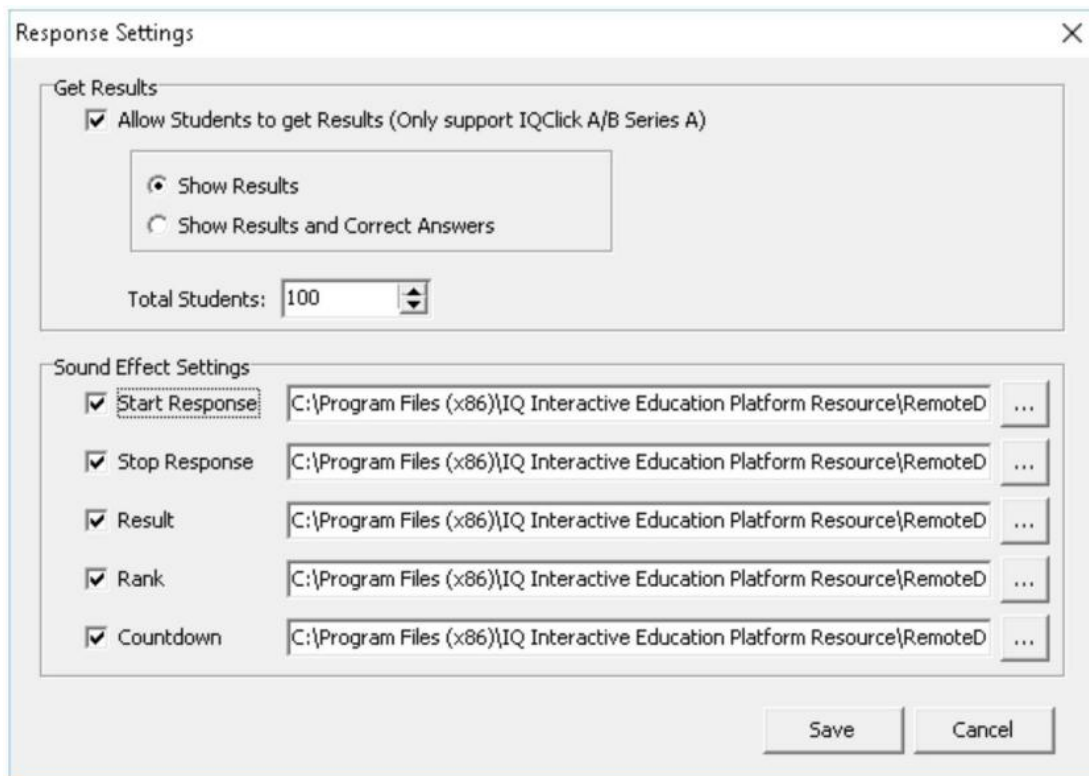 Response Settings
Get Results
Allow Students to get Results (Only support IQClick A/B Series A)
Show Results
Show Results and Correct Answers
Total Students: 100
Sound Effect Settings
Start Response C:\Program Files (x86)\IQ Interactive Education Platform Resource\RemoteD ...
Stop Response C:\Program Files (x86)\IQ Interactive Education Platform Resource\RemoteD ...
Result C:\Program Files (x86)\IQ Interactive Education Platform Resource\RemoteD ...
Rank C:\Program Files (x86)\IQ Interactive Education Platform Resource\RemoteD ...
Countdown C:\Program Files (x86)\IQ Interactive Education Platform Resource\RemoteD ...
Save Cancel